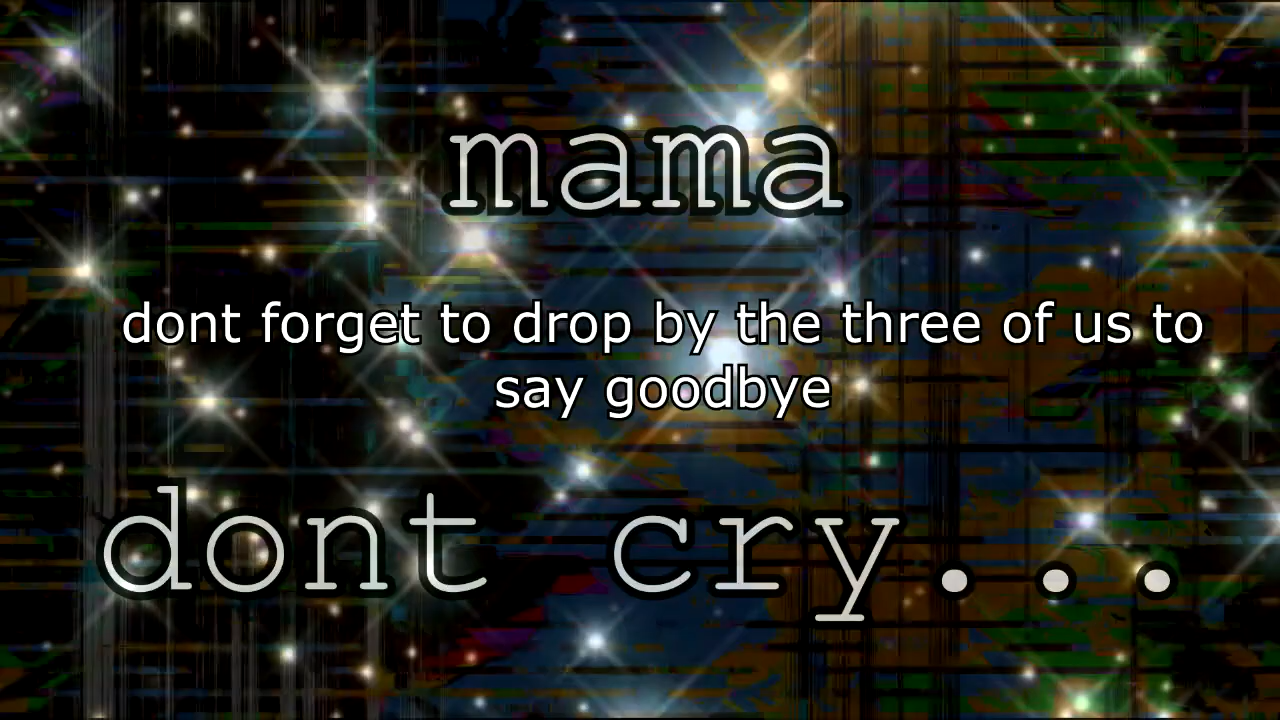 mama
dont forget to drop by the three of us to
say goodbye
dont cry...